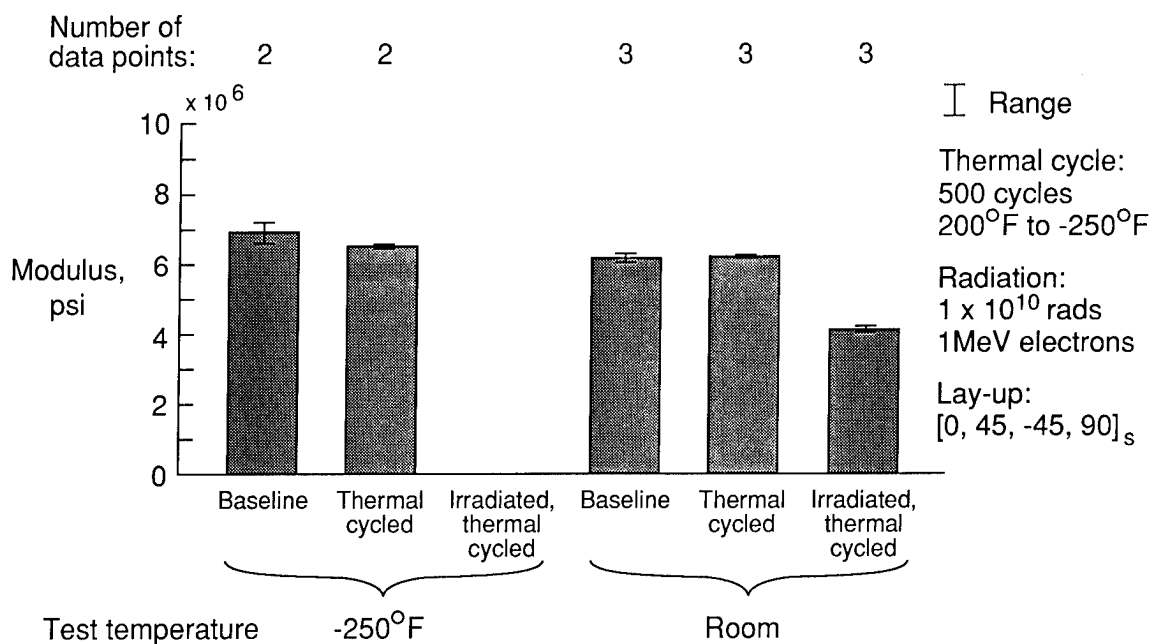 Number of
data points: 2 2 3 3 3
x 10^6
10
8
6
4
2
0
Modulus,
psi
Range
Thermal cycle:
500 cycles
200°F to -250°F
Radiation:
1 x 10^10 rads
1MeV electrons
Lay-up:
[0, 45, -45, 90]_s
Baseline Thermal Irradiated, Baseline Thermal Irradiated,
cycled thermal cycled thermal
cycled cycled
Test temperature -250°F Room